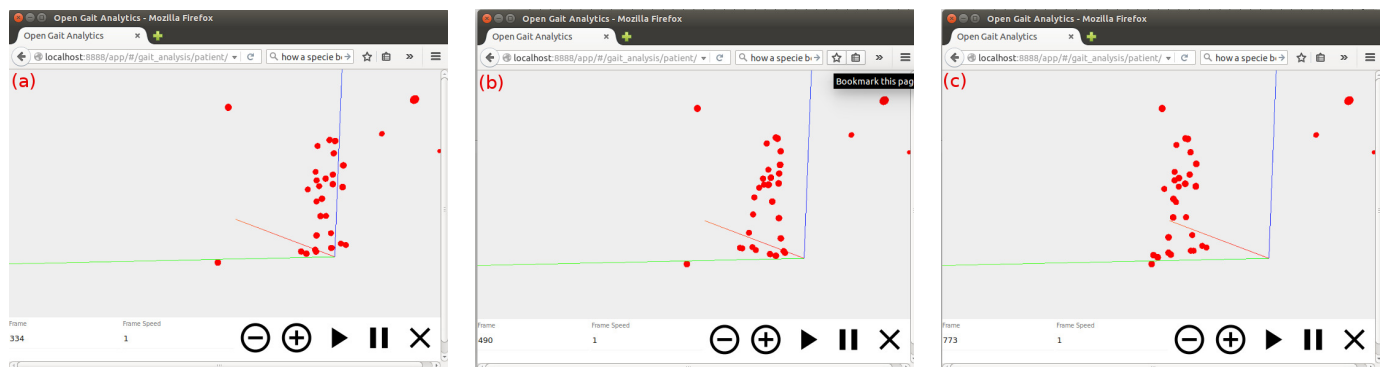 Open Gait Analytics - Mozilla Firefox
Open Gait Analytics
localhost:8888/app/#/gait_analysis/patient/
how a specie b
(a)
Frame
Frame Speed
334
1
Open Gait Analytics - Mozilla Firefox
Open Gait Analytics
localhost:8888/app/#/gait_analysis/patient/
how a specie b
(b)
Bookmark this pag
Frame
Frame Speed
490
1
Open Gait Analytics - Mozilla Firefox
Open Gait Analytics
localhost:8888/app/#/gait_analysis/patient/
how a specie b
(c)
Frame
Frame Speed
773
1